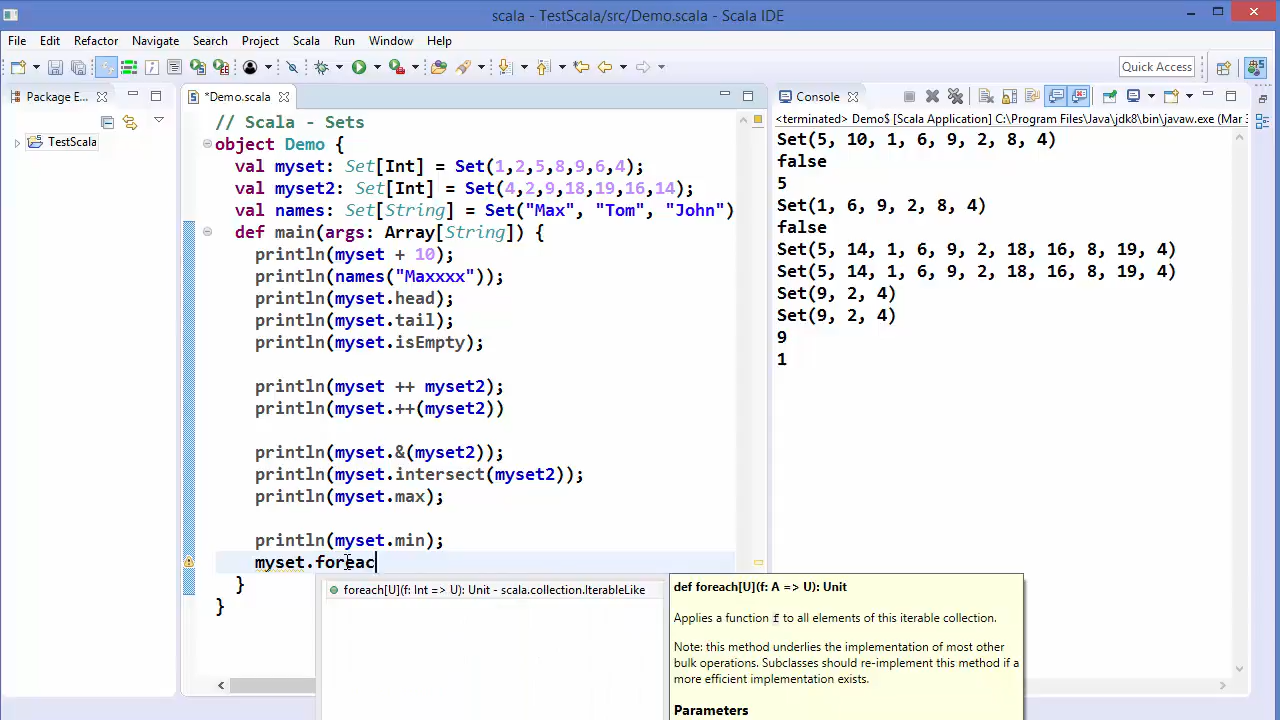 scala - TestScala/src/Demo.scala - Scala IDE
File Edit Refactor Navigate Search Project Scala Run Window Help
Quick Access
Package E...
*Demo.scala
Console
TestScala
// Scala - Sets
object Demo {
val myset: Set[Int] = Set(1,2,5,8,9,6,4);
val myset2: Set[Int] = Set(4,2,9,18,19,16,14);
val names: Set[String] = Set("Max", "Tom", "John")
def main(args: Array[String]) {
println(myset + 10);
println(names("Maxxxx"));
println(myset.head);
println(myset.tail);
println(myset.isEmpty);
println(myset ++ myset2);
println(myset.++(myset2))
println(myset.&(myset2));
println(myset.intersect(myset2));
println(myset.max);
println(myset.min);
myset.foreac
}
}
<terminated> Demo$ [Scala Application] C:\Program Files\Java\jdk8\bin\javaw.exe (Mar 3
Set(5, 10, 1, 6, 9, 2, 8, 4)
false
5
Set(1, 6, 9, 2, 8, 4)
false
Set(5, 14, 1, 6, 9, 2, 18, 16, 8, 19, 4)
Set(5, 14, 1, 6, 9, 2, 18, 16, 8, 19, 4)
Set(9, 2, 4)
Set(9, 2, 4)
9
1
foreach[U](f: Int => U): Unit - scala.collection.IterableLike
def foreach[U](f: A => U): Unit
Applies a function f to all elements of this iterable collection.
Note: this method underlies the implementation of most other
bulk operations. Subclasses should re-implement this method if a
more efficient implementation exists.
Parameters